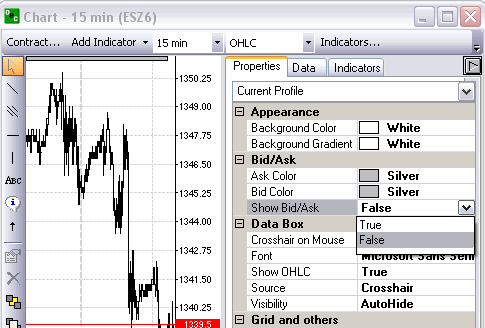 Chart - 15 min (ESZ6)
Contract... Add Indicator 15 min OHLC Indicators...
Properties Data Indicators
Current Profile
Appearance
Background Color White
Background Gradient White
Bid/Ask
Ask Color Silver
Bid Color Silver
Show Bid/Ask False
True
False
Data Box
Crosshair on Mouse
Font Microsoft Sans Seri
Show OHLC True
Source Crosshair
Visibility AutoHide
Grid and others
ABC
1350.25
1349.00
1347.75
1346.50
1345.25
1344.00
1342.75
1341.50
1340.25
1339.5